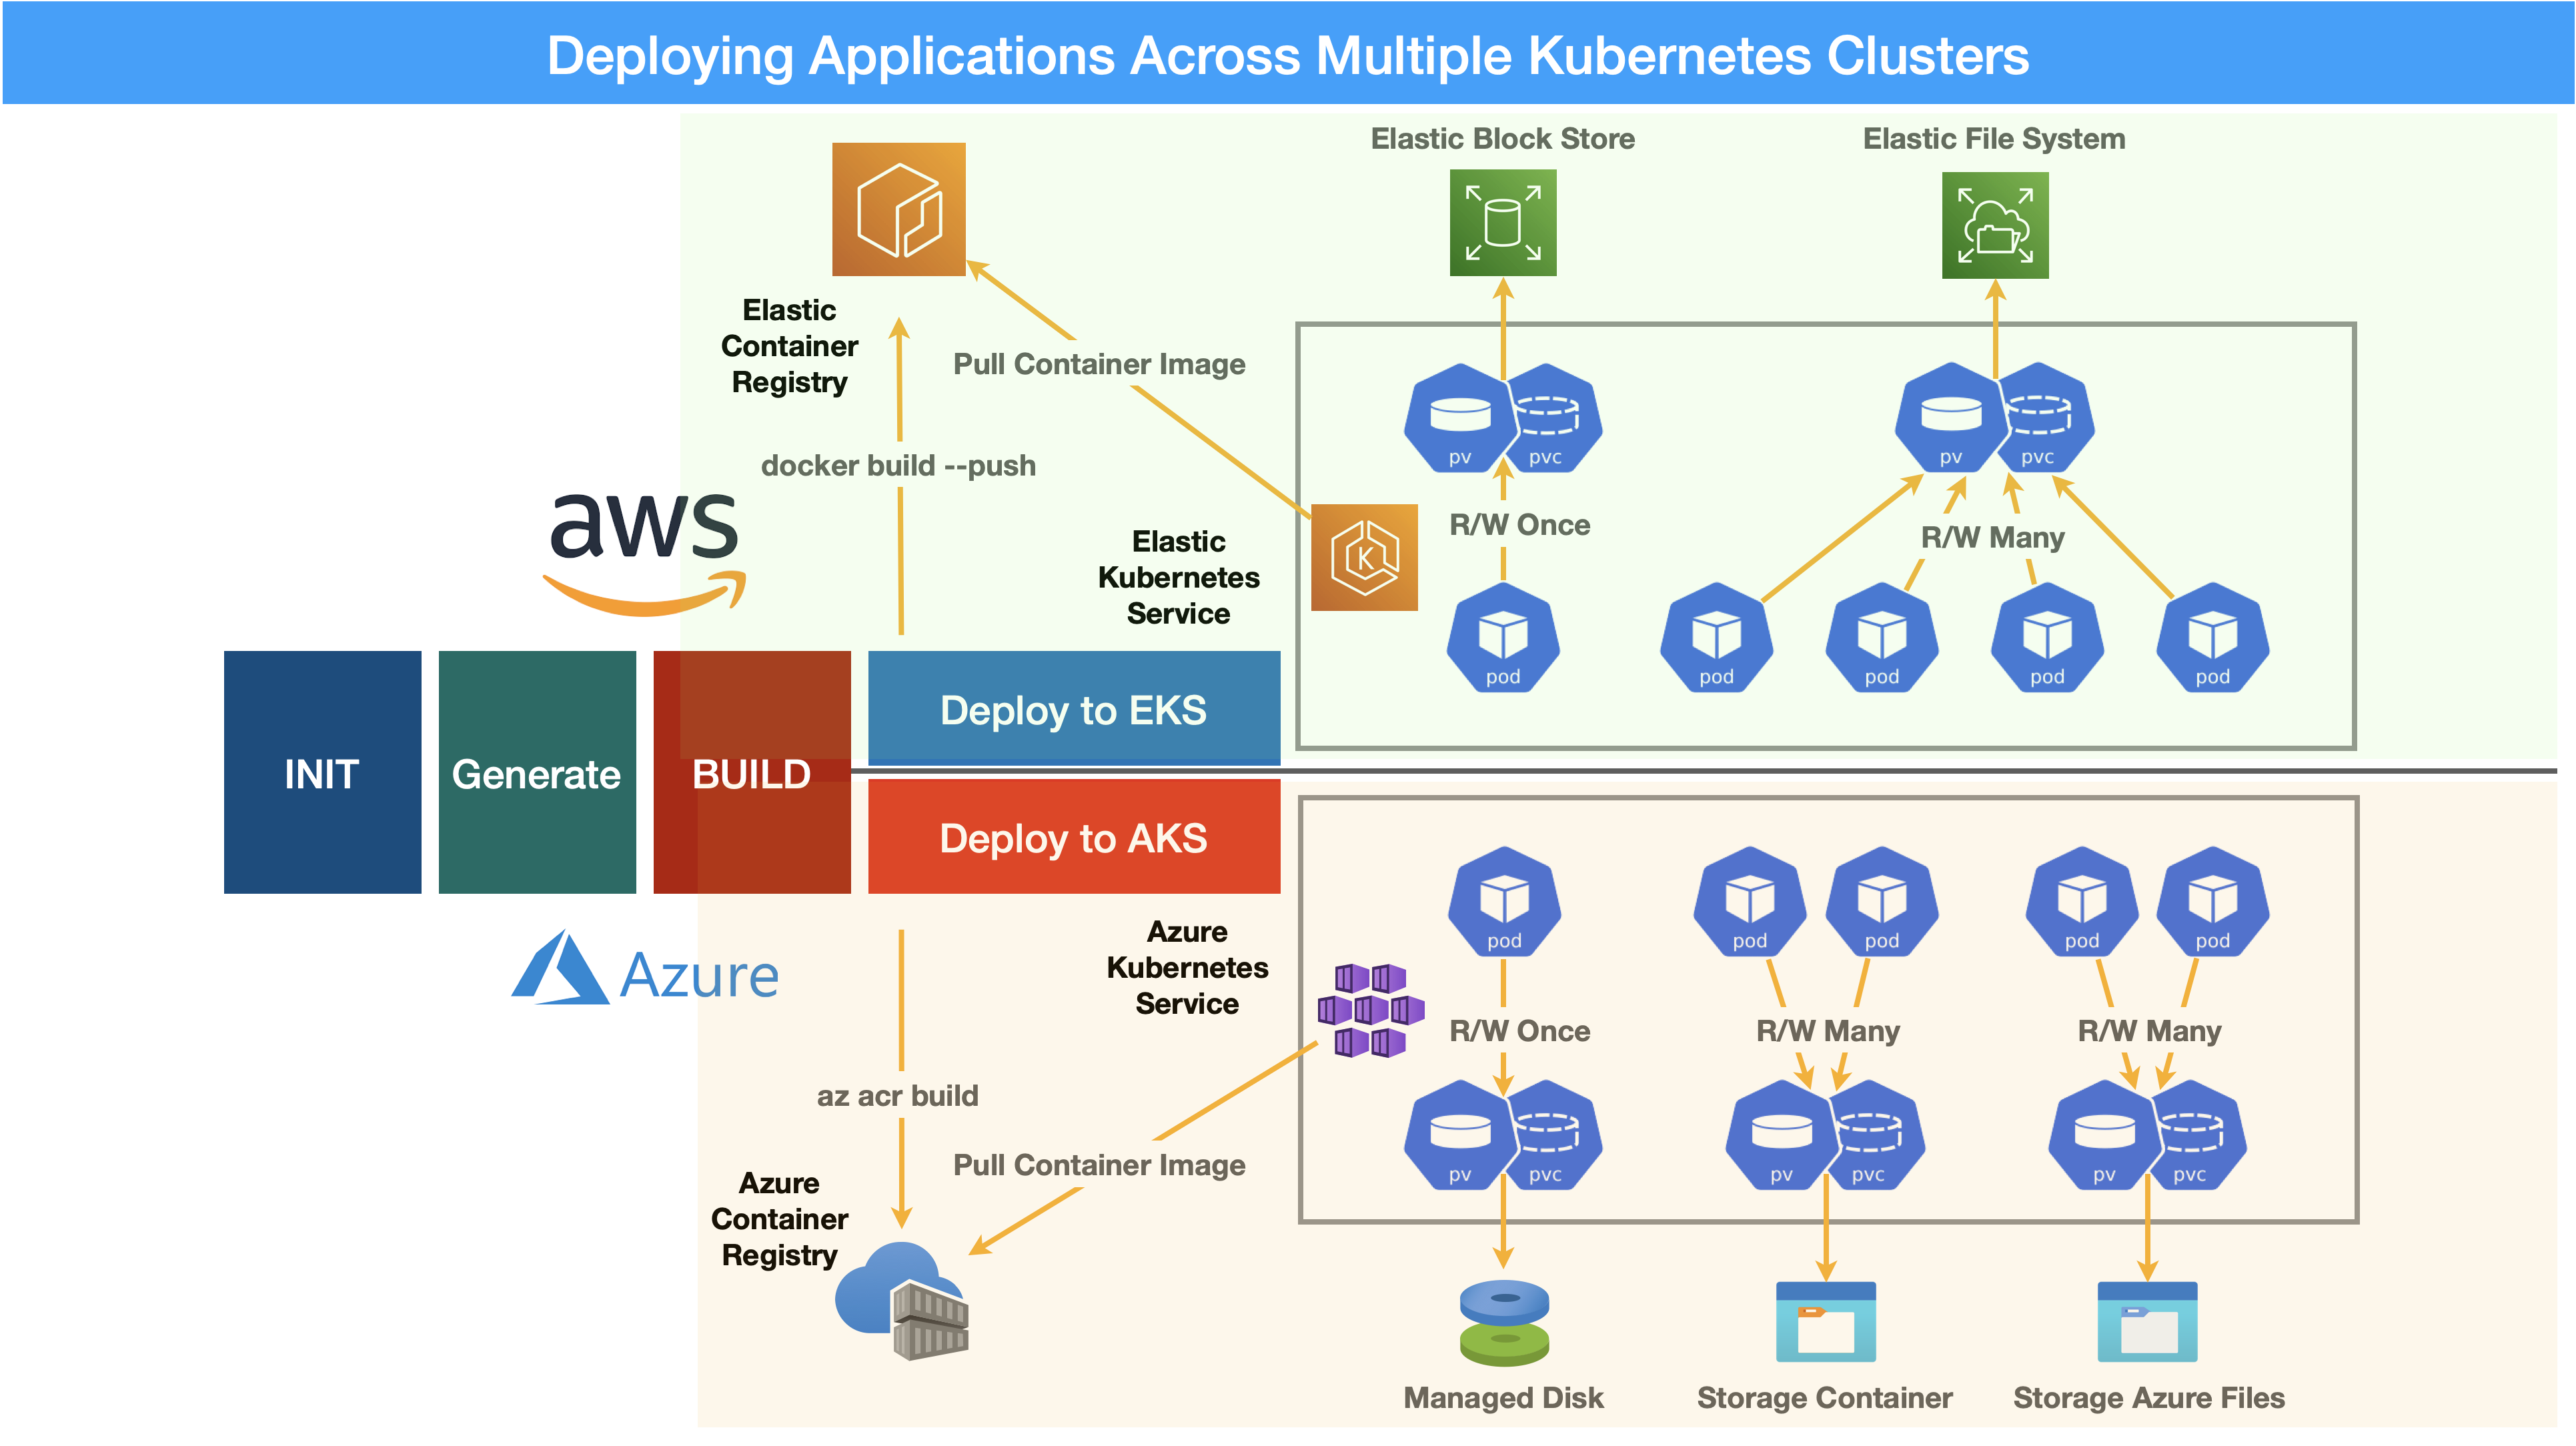 Deploying Applications Across Multiple Kubernetes Clusters
Elastic Block Store
Elastic File System
Elastic
Container
Registry
Pull Container Image
docker build --push
pv
pvc
pv
pvc
aws
Elastic
Kubernetes
Service
K
R/W Once
R/W Many
pod
pod
pod
pod
pod
INIT
Generate
BUILD
Deploy to EKS
Deploy to AKS
Azure
Azure
Kubernetes
Service
pod
pod
pod
pod
pod
R/W Once
R/W Many
R/W Many
az acr build
Pull Container Image
pv
pvc
pv
pvc
pv
pvc
Azure
Container
Registry
Managed Disk
Storage Container
Storage Azure Files